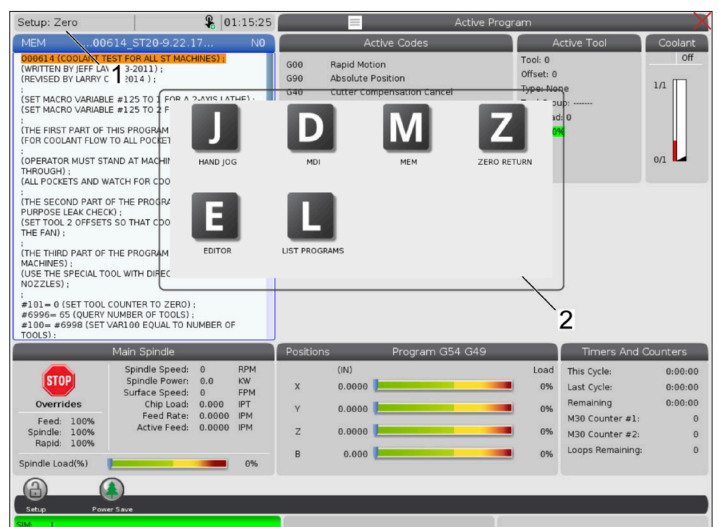 Setup: Zero
01:15:25
Active Program
MEM ...00614_ST20-9.22.17... N0
O00614 (COOLANT TEST FOR ALL ST MACHINES) ;
(WRITTEN BY JEFF 3-2011) ;
(REVISED BY LARRY C 2014 ) ;
;
(SET MACRO VARIABLE #125 TO 1 FOR A 2-AXIS LATHE) ;
(SET MACRO VARIABLE #125 TO 2 F
;
(THE FIRST PART OF THIS PROGRAM
(FOR COOLANT FLOW TO ALL POCKET
;
(OPERATOR MUST STAND AT MACHIN
THROUGH) ;
(ALL POCKETS AND WATCH FOR COO
;
(THE SECOND PART OF THE PROGRA
PURPOSE LEAK CHECK) ;
(SET TOOL 2 OFFSETS SO THAT COO
THE FAN) ;
;
(THE THIRD PART OF THE PROGRAM
MACHINES) ;
(USE THE SPECIAL TOOL WITH DIREC
NOZZLES) ;
;
#101= 0 (SET TOOL COUNTER TO ZERO) ;
#6996= 65 (QUERY NUMBER OF TOOLS) ;
#100= #6998 (SET VAR100 EQUAL TO NUMBER OF
TOOLS) ;
1
Active Codes
G00 Rapid Motion
G90 Absolute Position
G40 Cutter Compensation Cancel
Active Tool
Tool: 0
Offset: 0
Type: None
up: -------
ad: 0
0%
Coolant
Off
1/1
0/1
J D M Z
HAND JOG MDI MEM ZERO RETURN
E L
EDITOR LIST PROGRAMS
2
Main Spindle
STOP
Overrides
Feed: 100%
Spindle: 100%
Rapid: 100%
Spindle Speed: 0 RPM
Spindle Power: 0.0 KW
Surface Speed: 0 FPM
Chip Load: 0.000 IPT
Feed Rate: 0.0000 IPM
Active Feed: 0.0000 IPM
Spindle Load(%) 0%
Positions Program G54 G49
(IN) Load
X 0.0000 0%
Y 0.0000 0%
Z 0.0000 0%
B 0.000 0%
Timers And Counters
This Cycle: 0:00:00
Last Cycle: 0:00:00
Remaining 0:00:00
M30 Counter #1: 0
M30 Counter #2: 0
Loops Remaining: 0
Setup Power Save